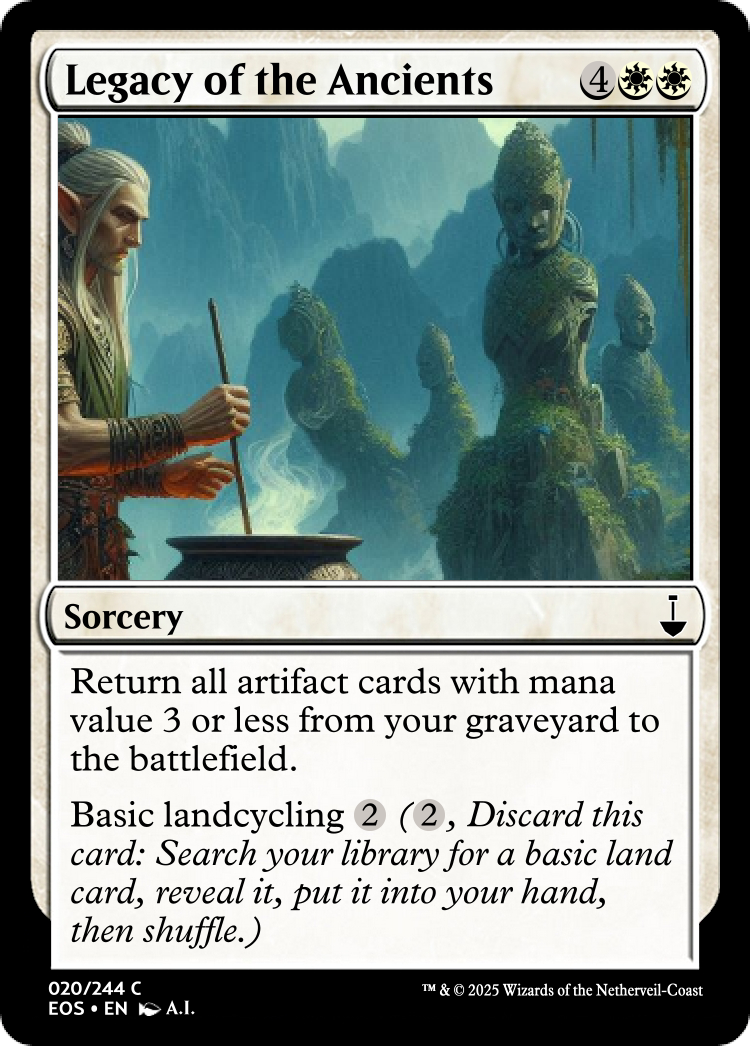 Legacy of the Ancients 4
Sorcery
Return all artifact cards with mana
value 3 or less from your graveyard to
the battlefield.
Basic landcycling 2 (2, Discard this
card: Search your library for a basic land
card, reveal it, put it into your hand,
then shuffle.)
020/244 C
EOS • EN A.I.
™ & © 2025 Wizards of the Netherveil-Coast